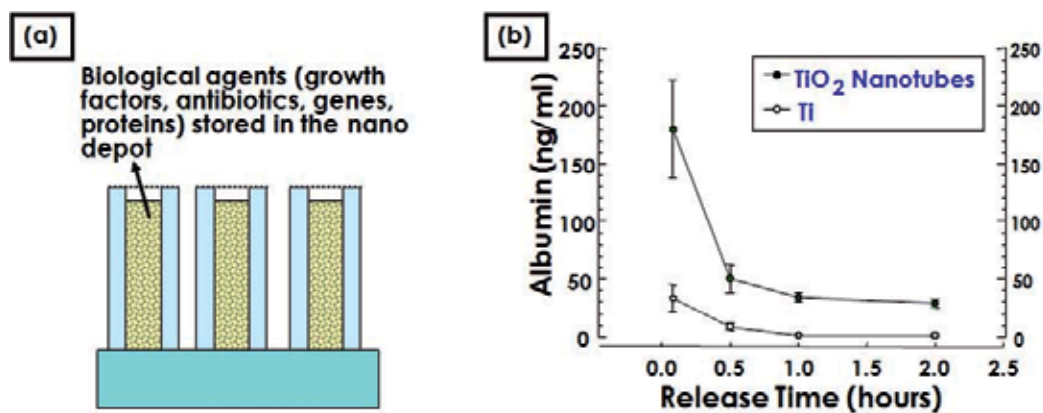 (a)
Biological agents (growth
factors, antibiotics, genes,
proteins) stored in the nano
depot
(b)
250
200
150
100
50
0
Albumin (ng/ml)
TiO2 Nanotubes
Ti
250
200
150
100
50
0
0.0 0.5 1.0 1.5 2.0 2.5
Release Time (hours)